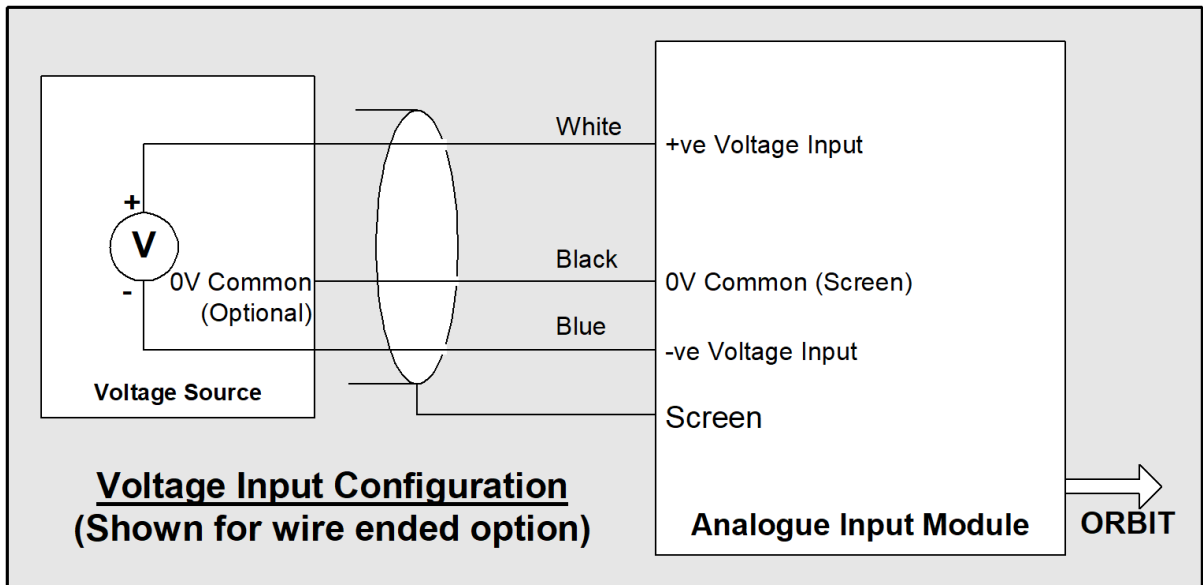 White
+ve Voltage Input
+
V
-
0V Common
(Optional)
Black
0V Common (Screen)
Blue
-ve Voltage Input
Voltage Source
Screen
Voltage Input Configuration
(Shown for wire ended option)
Analogue Input Module
ORBIT